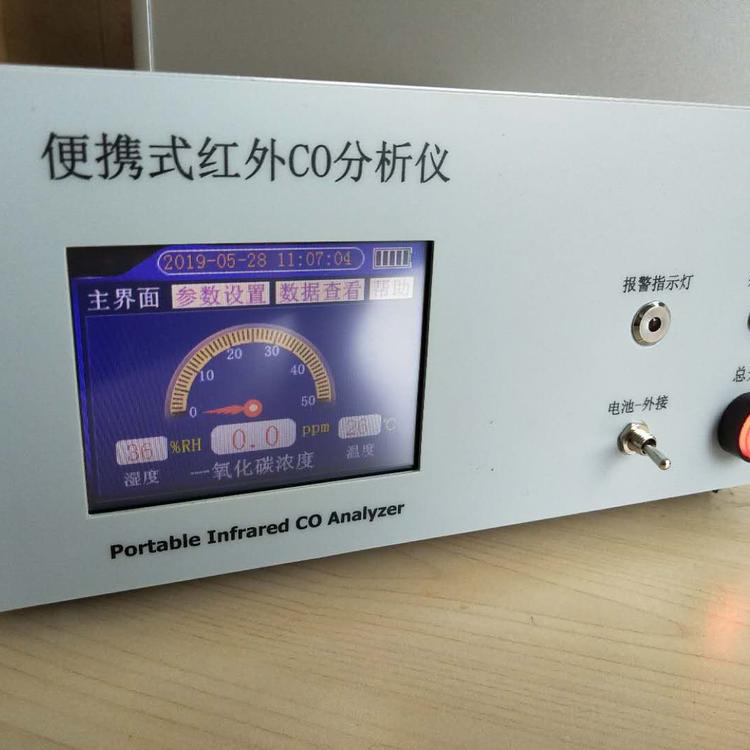 便携式红外CO分析仪
2019-05-28 11:07:04
主界面 参数设置 数据查看 帮助
0 10 20 30 40 50
36 %RH 0.0 ppm 26 ℃
湿度 一氧化碳浓度 温度
Portable Infrared CO Analyzer
报警指示灯
电池-外接
总